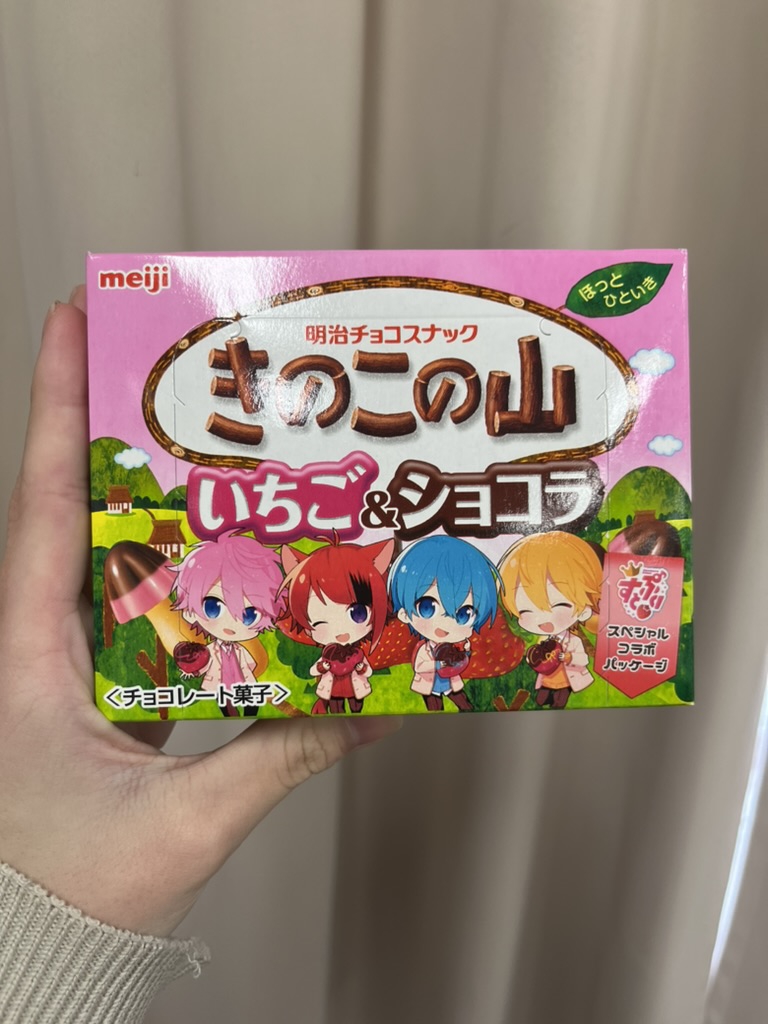 meiji
ほっと
ひといき
明治チョコスナック
きのこの山
いちご&ショコラ
すとぷり
スペシャル
コラボ
パッケージ
<チョコレート菓子>